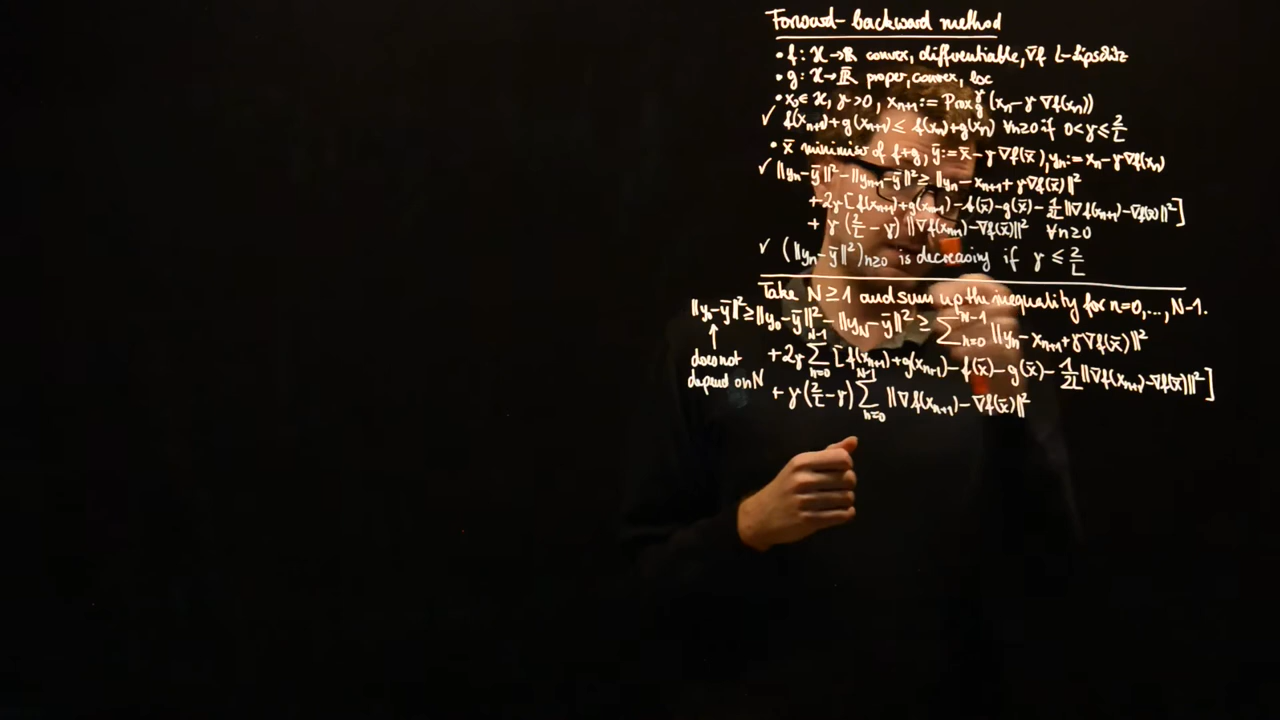 Forward-backward method
• f: ℋ→ℝ convex, differentiable, ∇f L-Lipschitz
• g: ℋ→ℝ̄ proper, convex, lsc
• x₀∈ℋ, γ>0, xₙ₊₁ := Prox_g^γ (xₙ − γ∇f(xₙ))
✓ f(xₙ₊₁)+g(xₙ₊₁) ≤ f(xₙ)+g(xₙ) ∀n≥0 if 0<γ≤2/L
• x̄ minimiser of f+g, ȳ := x̄ − γ∇f(x̄), yₙ := xₙ − γ∇f(xₙ)
✓ ‖yₙ−ȳ‖² − ‖yₙ₊₁−ȳ‖² ≥ ‖yₙ − xₙ₊₁ + γ∇f(x̄)‖²
+ 2γ [f(xₙ₊₁)+g(xₙ₊₁)−f(x̄)−g(x̄)− 1/2L ‖∇f(xₙ₊₁)−∇f(x̄)‖²]
+ γ (2/L − γ) ‖∇f(xₙ₊₁)−∇f(x̄)‖² ∀n≥0
✓ (‖yₙ−ȳ‖²)ₙ≥₀ is decreasing if γ ≤ 2/L
Take N ≥ 1 and sum up the inequality for n=0,...,N-1.
‖y₀−ȳ‖² ≥ ‖y₀−ȳ‖² − ‖y_N−ȳ‖² ≥ ∑_{n=0}^{N-1} ‖yₙ − xₙ₊₁ + γ∇f(x̄)‖²
↑
does not
depend on N
+ 2γ ∑_{n=0}^{N-1} [f(xₙ₊₁)+g(xₙ₊₁)−f(x̄)−g(x̄)− 1/2L ‖∇f(xₙ₊₁)−∇f(x̄)‖²]
+ γ (2/L − γ) ∑_{n=0}^{N-1} ‖∇f(xₙ₊₁)−∇f(x̄)‖²